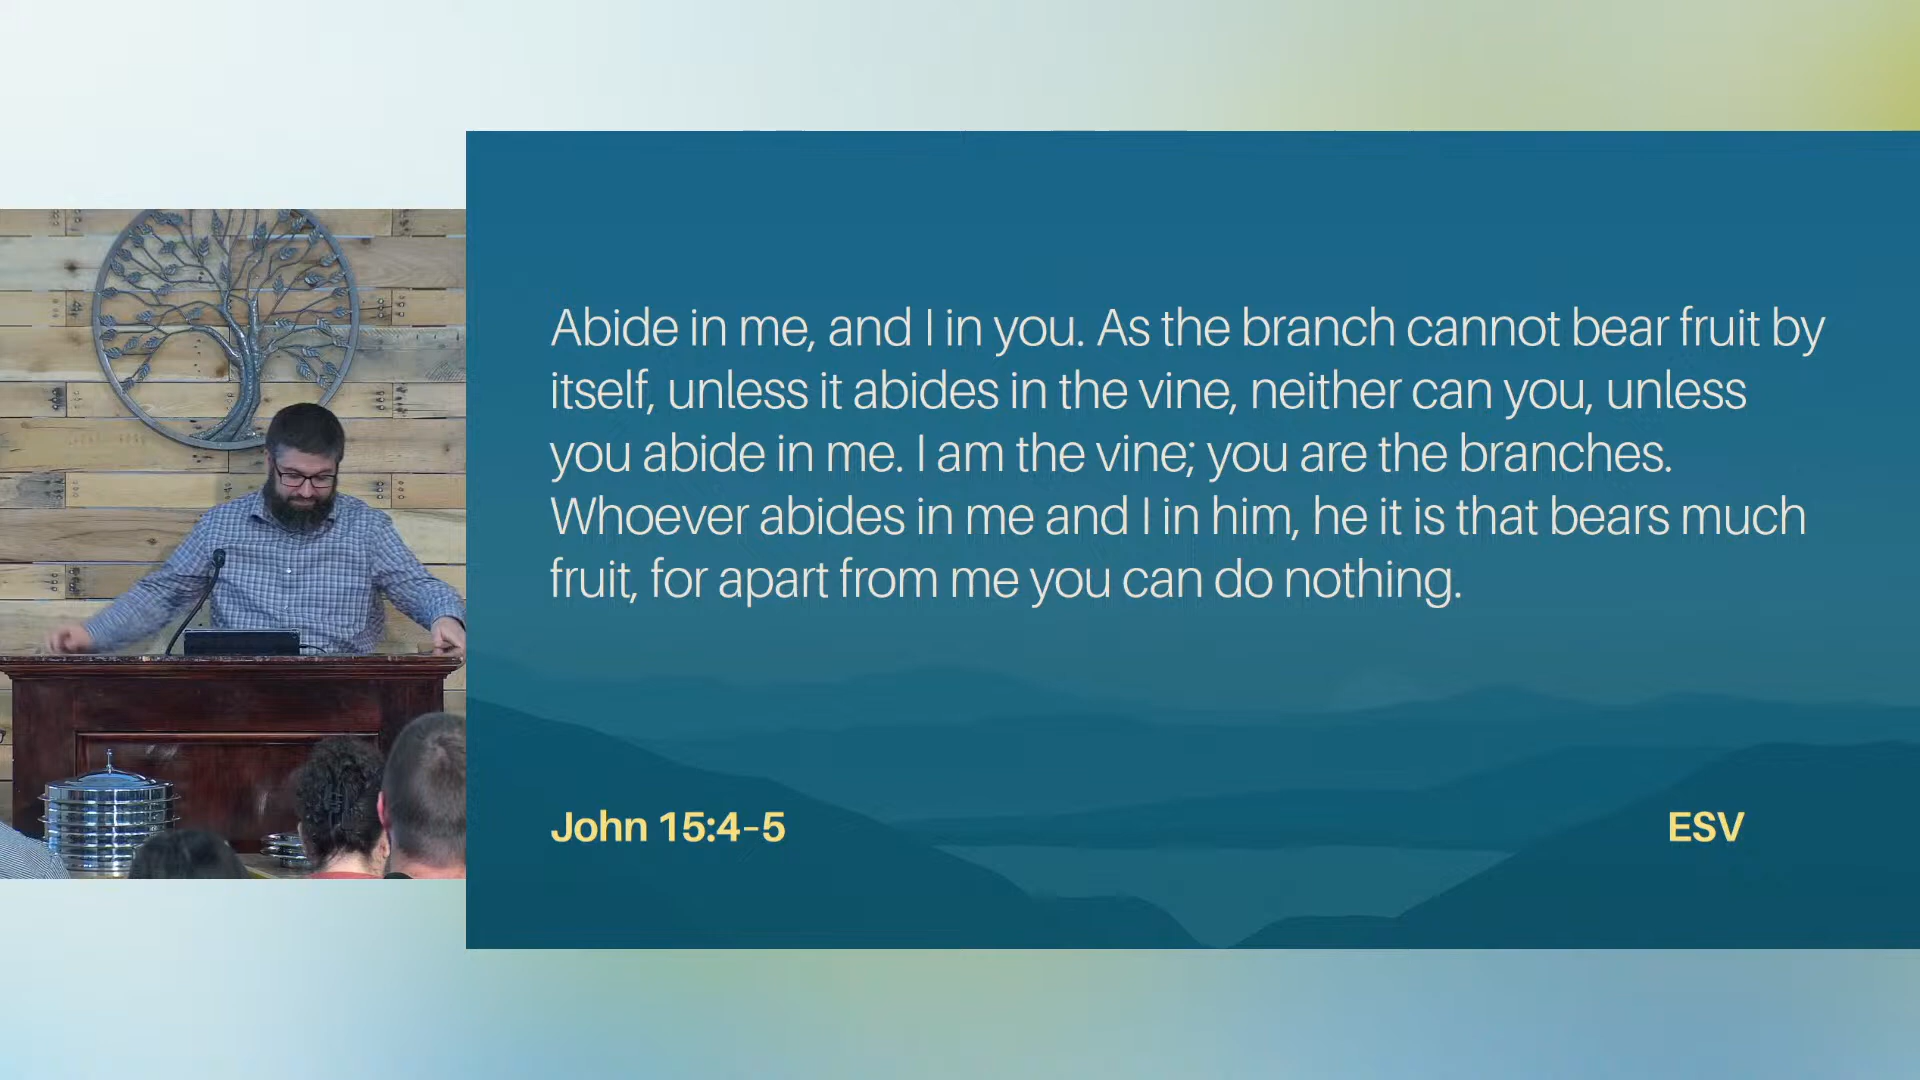 Abide in me, and I in you. As the branch cannot bear fruit by
itself, unless it abides in the vine, neither can you, unless
you abide in me. I am the vine; you are the branches.
Whoever abides in me and I in him, he it is that bears much
fruit, for apart from me you can do nothing.
John 15:4–5
ESV